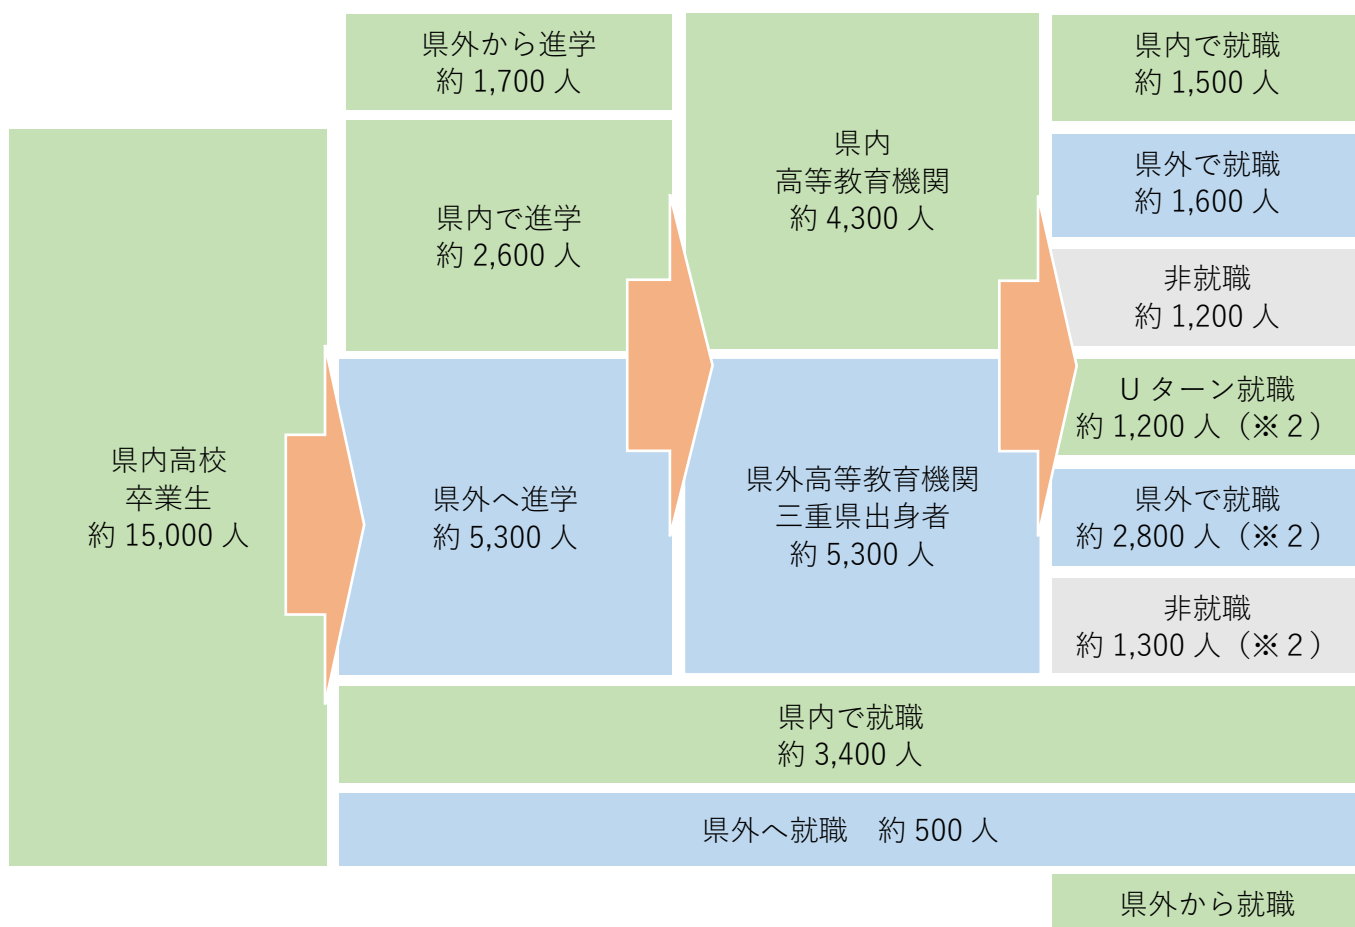 県内高校
卒業生
約 15,000 人
県外から進学
約 1,700 人
県内で進学
約 2,600 人
県外へ進学
約 5,300 人
県内
高等教育機関
約 4,300 人
県外高等教育機関
三重県出身者
約 5,300 人
県内で就職
約 1,500 人
県外で就職
約 1,600 人
非就職
約 1,200 人
U ターン就職
約 1,200 人（※２）
県外で就職
約 2,800 人（※２）
非就職
約 1,300 人（※２）
県内で就職
約 3,400 人
県外へ就職　約 500 人
県外から就職